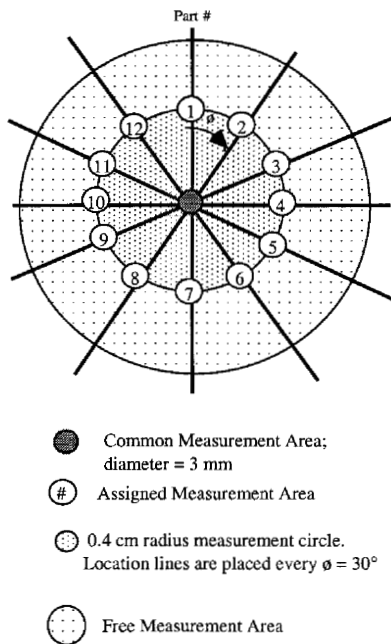 Part #
1
ø
12
2
11
3
10
4
9
5
8
6
7
Common Measurement Area;
diameter = 3 mm
# Assigned Measurement Area
0.4 cm radius measurement circle.
Location lines are placed every ø = 30°
Free Measurement Area